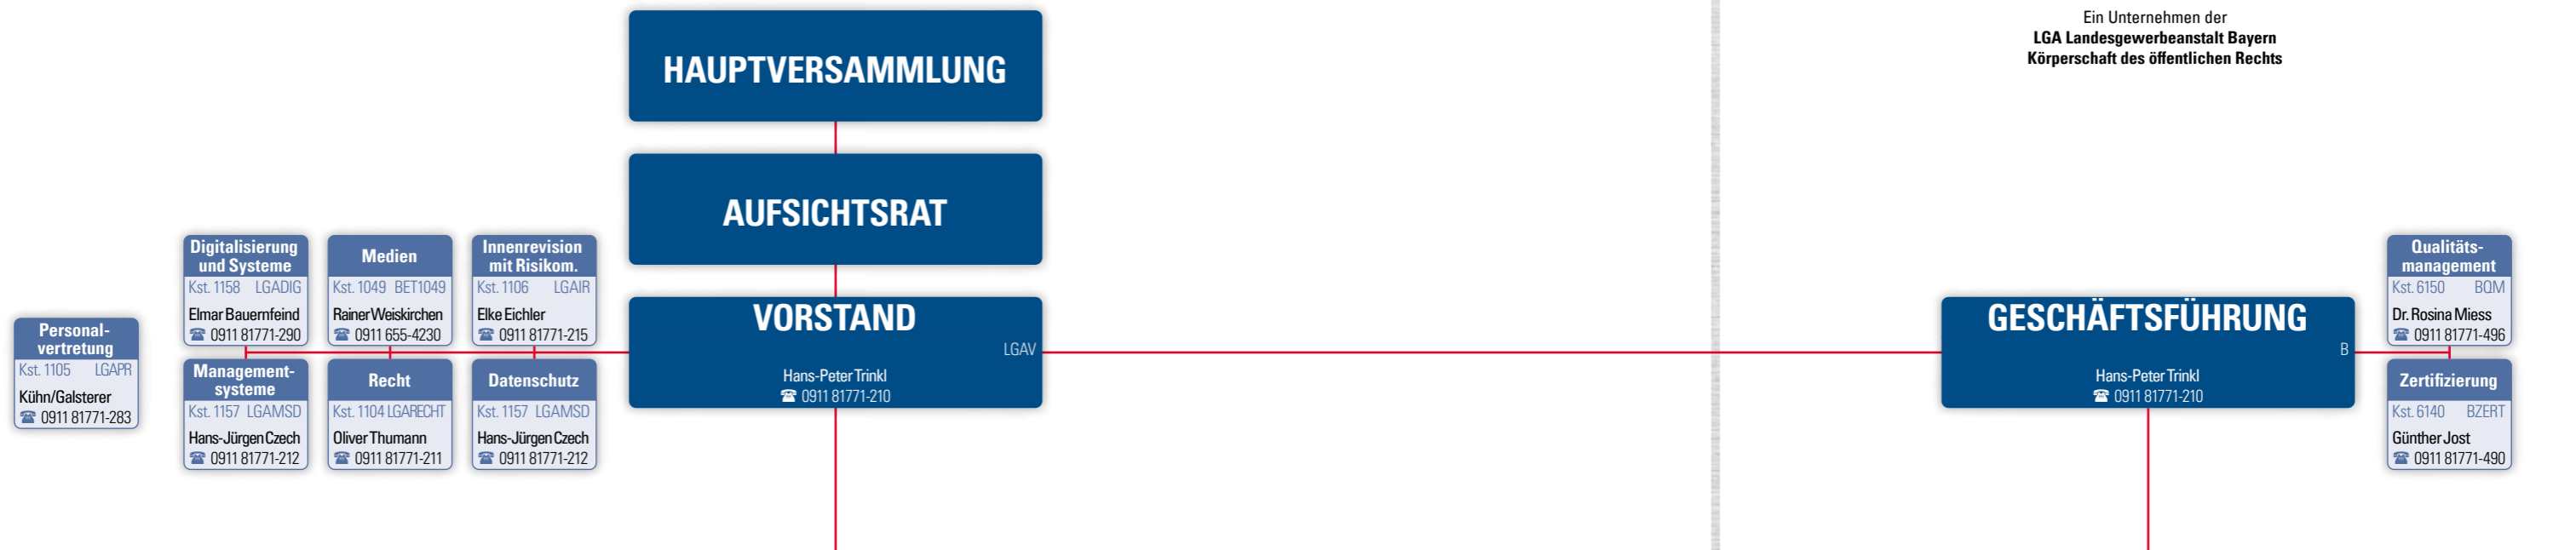 HAUPTVERSAMMLUNG
AUFSICHTSRAT
Digitalisierung
und Systeme
Kst. 1158 LGADIG
Elmar Bauernfeind
☎ 0911 81771-290
Medien
Kst. 1049 BET1049
Rainer Weiskirchen
☎ 0911 655-4230
Innenrevision
mit Risikom.
Kst. 1106 LGAIR
Elke Eichler
☎ 0911 81771-215
Personal-
vertretung
Kst. 1105 LGAPR
Kühn/Galsterer
☎ 0911 81771-283
Management-
systeme
Kst. 1157 LGAMSD
Hans-Jürgen Czech
☎ 0911 81771-212
Recht
Kst. 1104 LGARECHT
Oliver Thumann
☎ 0911 81771-211
Datenschutz
Kst. 1157 LGAMSD
Hans-Jürgen Czech
☎ 0911 81771-212
VORSTAND
LGAV
Hans-Peter Trinkl
☎ 0911 81771-210
Ein Unternehmen der
LGA Landesgewerbeanstalt Bayern
Körperschaft des öffentlichen Rechts
GESCHÄFTSFÜHRUNG
B
Hans-Peter Trinkl
☎ 0911 81771-210
Qualitäts-
management
Kst. 6150 BQM
Dr. Rosina Miess
☎ 0911 81771-496
Zertifizierung
Kst. 6140 BZERT
Günther Jost
☎ 0911 81771-490